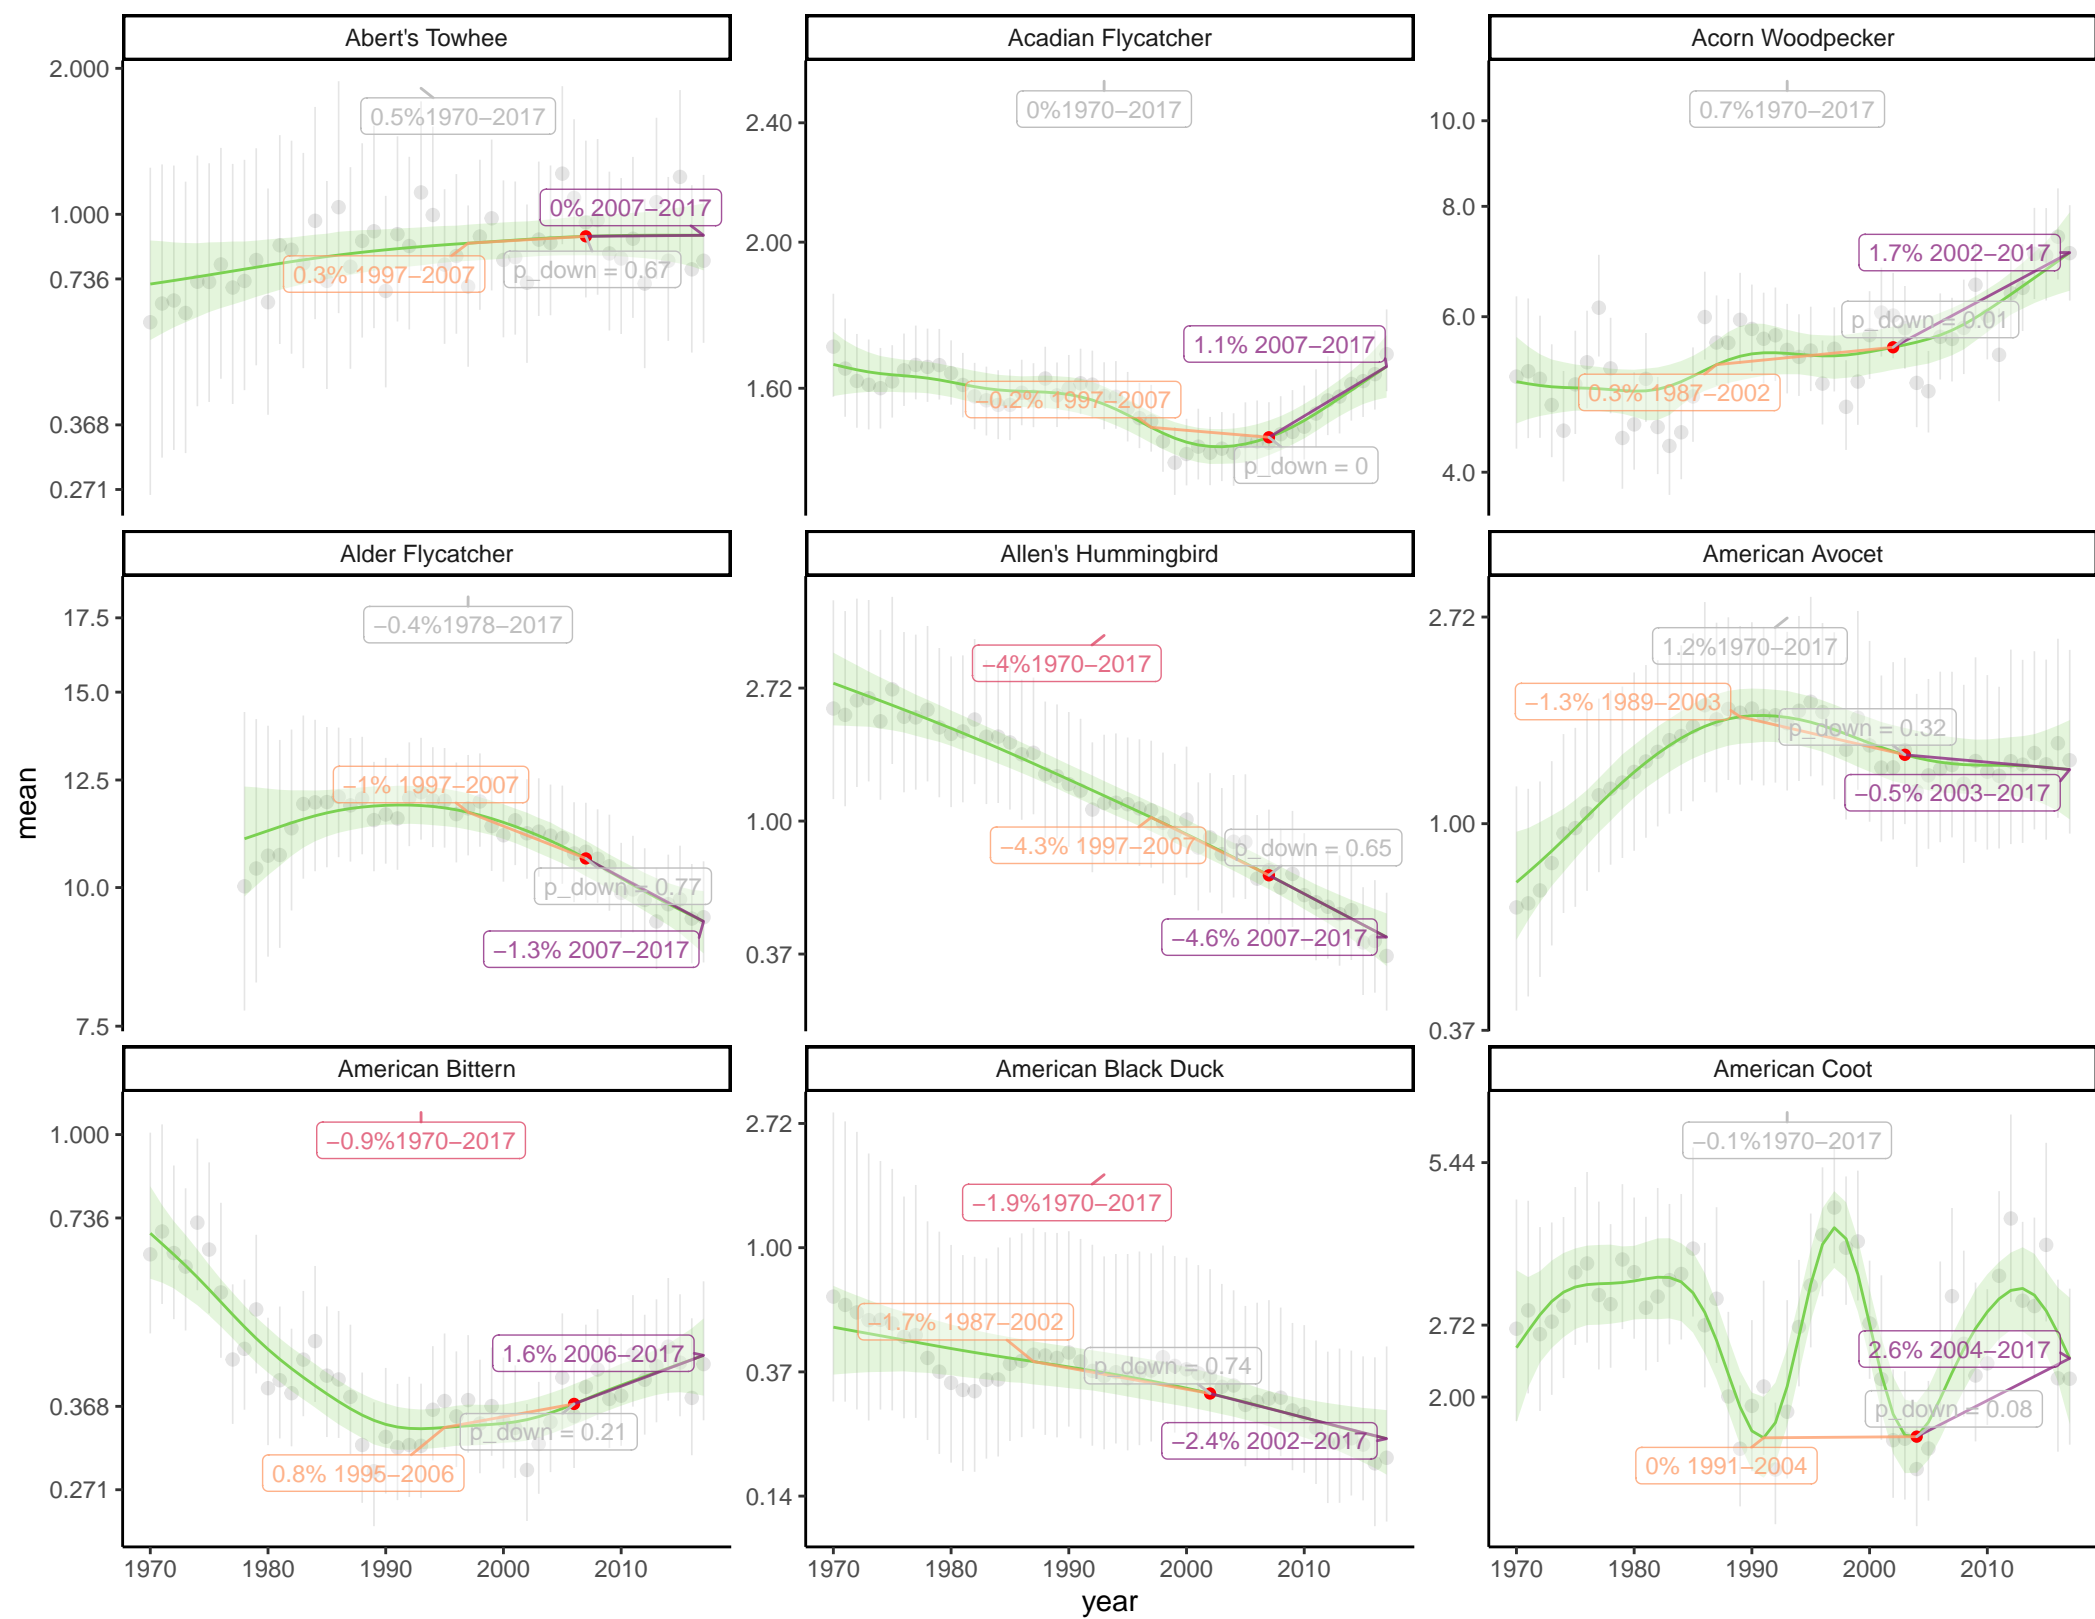 Abert's Towhee
Acadian Flycatcher
Acorn Woodpecker
2.000
1.000
0.736
0.368
0.271
0.5%1970–2017
0% 2007–2017
0.3% 1997–2007
p_down = 0.67
2.40
2.00
1.60
0%1970–2017
1.1% 2007–2017
−0.2% 1997–2007
p_down = 0
10.0
8.0
6.0
4.0
0.7%1970–2017
1.7% 2002–2017
p_down = 0.01
0.3% 1987–2002
Alder Flycatcher
Allen's Hummingbird
American Avocet
mean
17.5
15.0
12.5
10.0
7.5
−0.4%1978–2017
−1% 1997–2007
p_down = 0.77
−1.3% 2007–2017
2.72
1.00
0.37
−4%1970–2017
−4.3% 1997–2007
p_down = 0.65
−4.6% 2007–2017
2.72
1.00
0.37
1.2%1970–2017
−1.3% 1989–2003
p_down = 0.32
−0.5% 2003–2017
American Bittern
American Black Duck
American Coot
1.000
0.736
0.368
0.271
−0.9%1970–2017
1.6% 2006–2017
p_down = 0.21
0.8% 1995–2006
2.72
1.00
0.37
0.14
−1.9%1970–2017
−1.7% 1987–2002
p_down = 0.74
−2.4% 2002–2017
5.44
2.72
2.00
−0.1%1970–2017
2.6% 2004–2017
p_down = 0.08
0% 1991–2004
1970 1980 1990 2000 2010
1970 1980 1990 2000 2010
1970 1980 1990 2000 2010
year